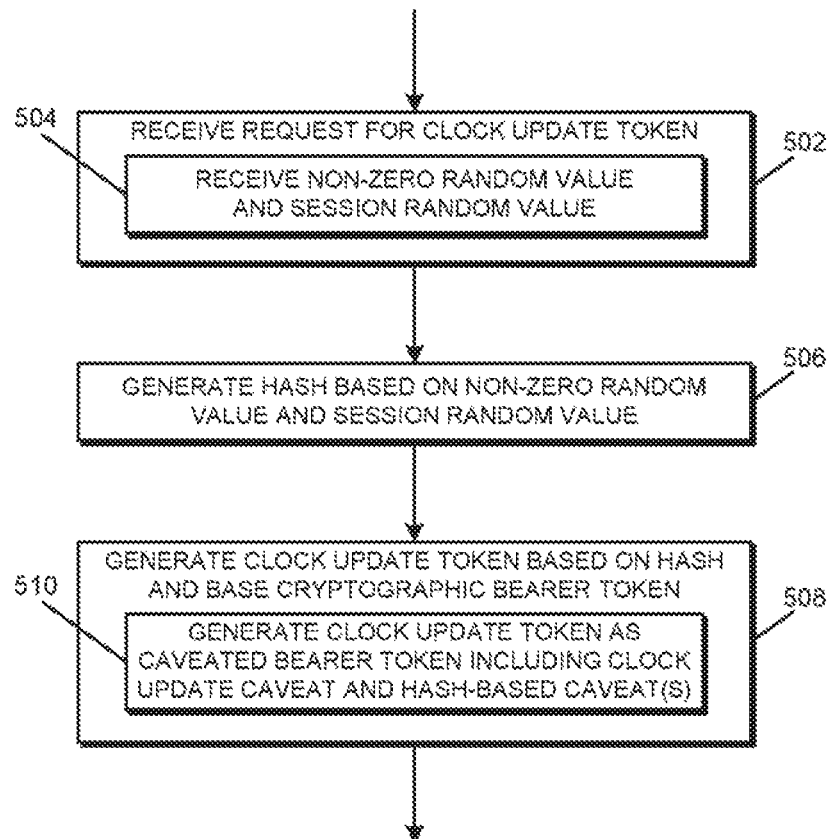 504
RECEIVE REQUEST FOR CLOCK UPDATE TOKEN
502
RECEIVE NON-ZERO RANDOM VALUE
AND SESSION RANDOM VALUE
506
GENERATE HASH BASED ON NON-ZERO RANDOM
VALUE AND SESSION RANDOM VALUE
GENERATE CLOCK UPDATE TOKEN BASED ON HASH
AND BASE CRYPTOGRAPHIC BEARER TOKEN
510
508
GENERATE CLOCK UPDATE TOKEN AS
CAVEATED BEARER TOKEN INCLUDING CLOCK
UPDATE CAVEAT AND HASH-BASED CAVEAT(S)